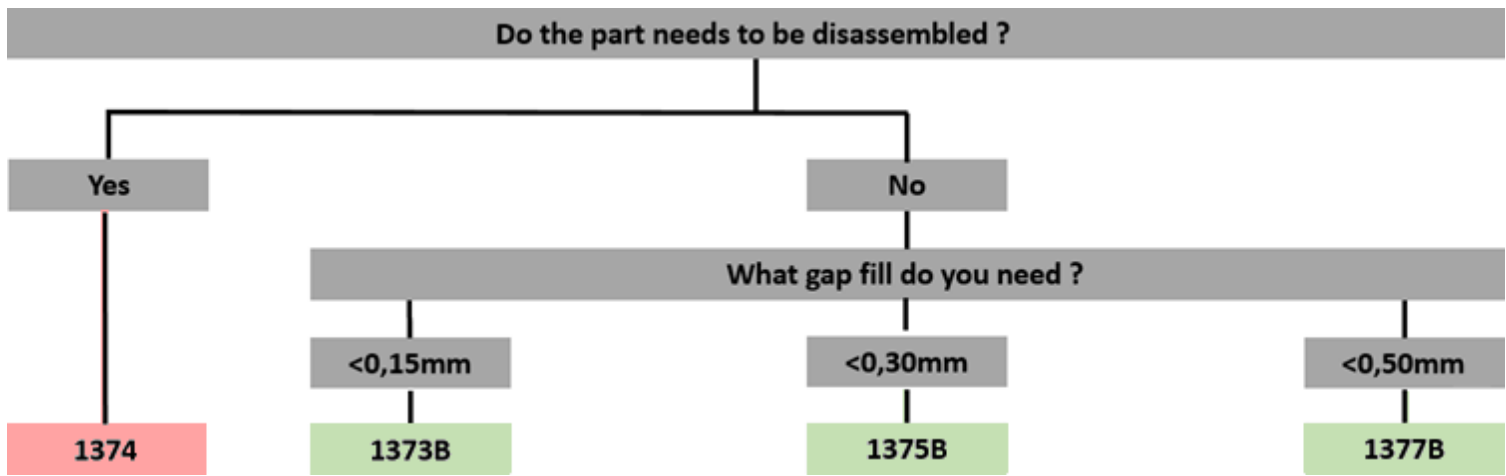 Do the part needs to be disassembled ?
Yes
No
What gap fill do you need ?
<0,15mm
<0,30mm
<0,50mm
1374
1373B
1375B
1377B